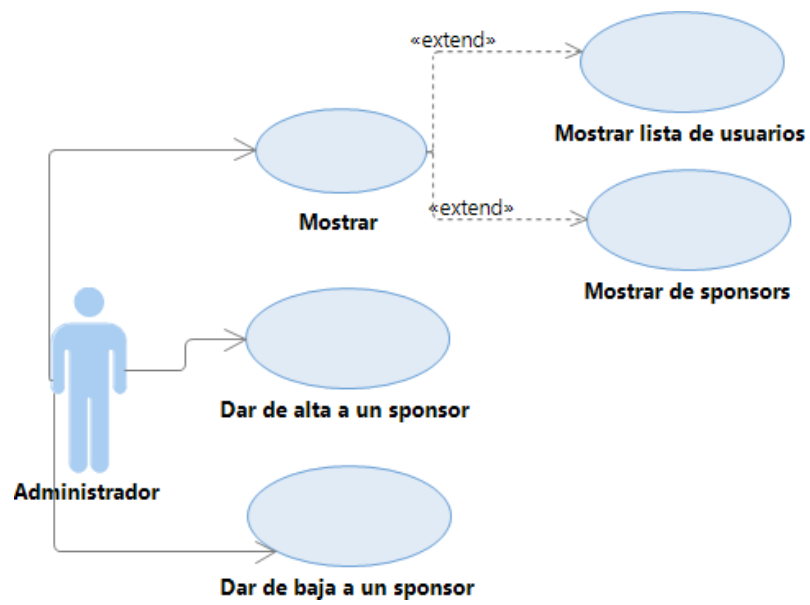 «extend»
Mostrar lista de usuarios
Mostrar
«extend»
Mostrar de sponsors
Dar de alta a un sponsor
Administrador
Dar de baja a un sponsor